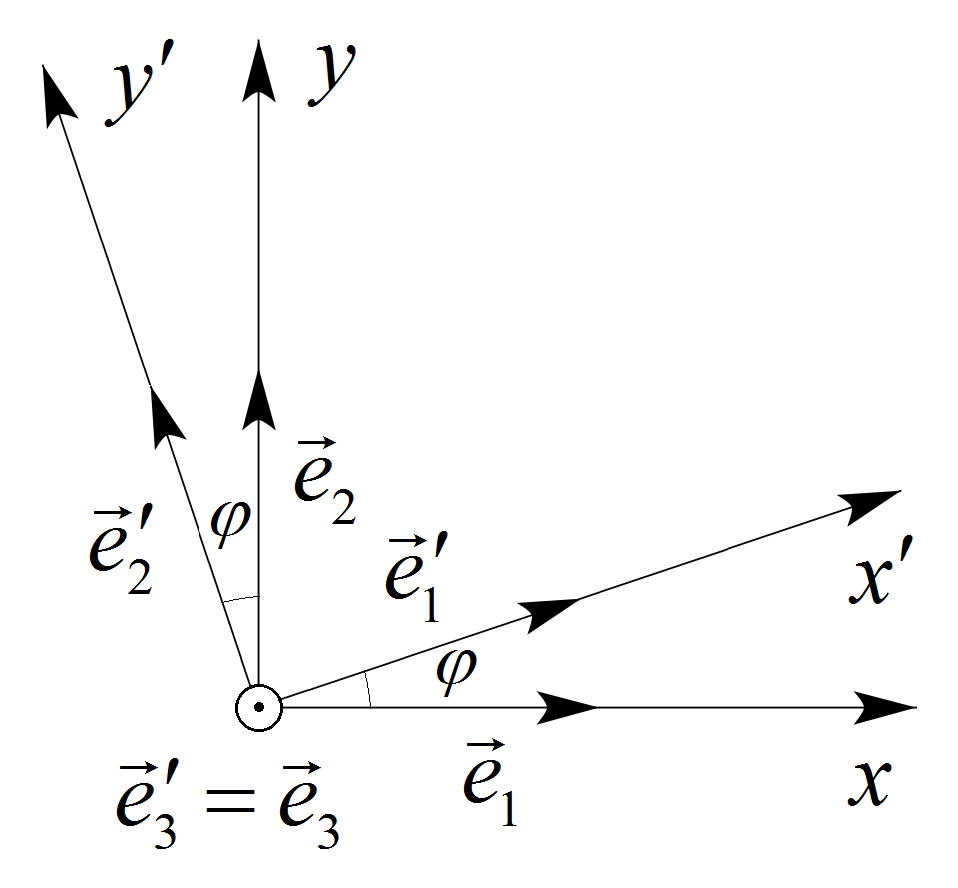 y′ y
e⃗₂
e⃗′₂ φ
e⃗′₁
x′
φ
e⃗′₃ = e⃗₃
e⃗₁
x